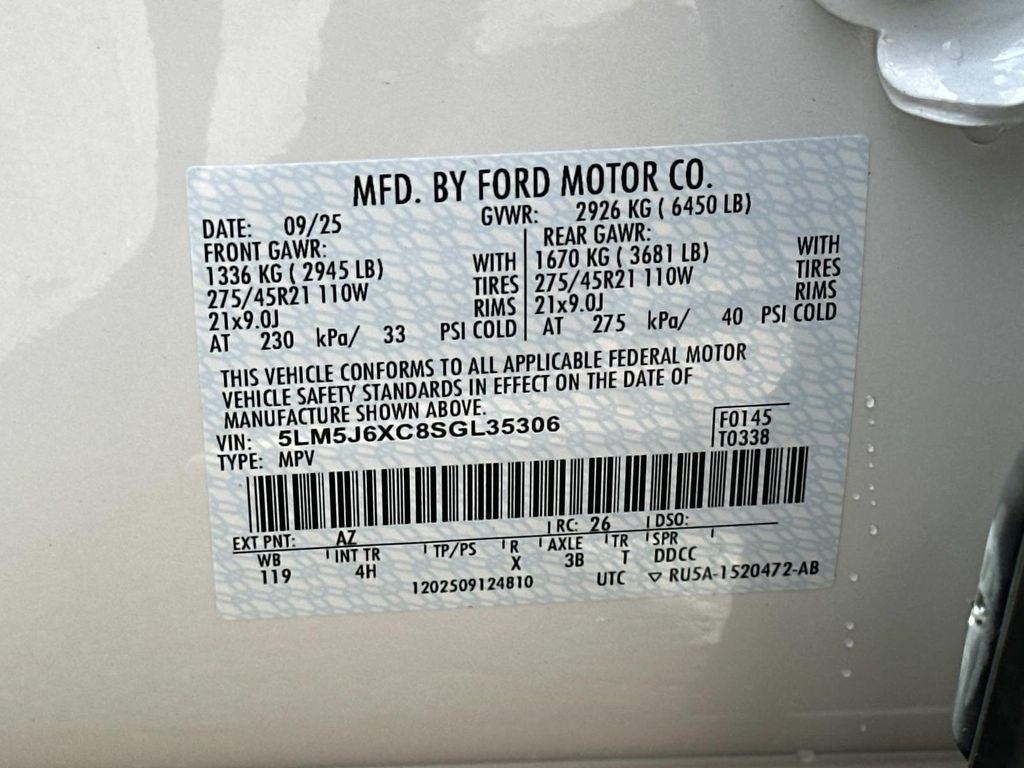 MFD. BY FORD MOTOR CO.
DATE: 09/25 GVWR: 2926 KG ( 6450 LB)
FRONT GAWR: REAR GAWR:
1336 KG ( 2945 LB) WITH 1670 KG ( 3681 LB) WITH
275/45R21 110W TIRES 275/45R21 110W TIRES
21x9.0J RIMS 21x9.0J RIMS
AT 230 kPa/ 33 PSI COLD AT 275 kPa/ 40 PSI COLD
THIS VEHICLE CONFORMS TO ALL APPLICABLE FEDERAL MOTOR
VEHICLE SAFETY STANDARDS IN EFFECT ON THE DATE OF
MANUFACTURE SHOWN ABOVE.
VIN: 5LM5J6XC8SGL35306 F0145
TYPE: MPV T0338
EXT PNT: AZ RC: 26 DSO:
WB INT TR TP/PS R AXLE TR SPR
119 4H X 3B T DDCC
1202509124810 UTC ▽ RU5A-1520472-AB